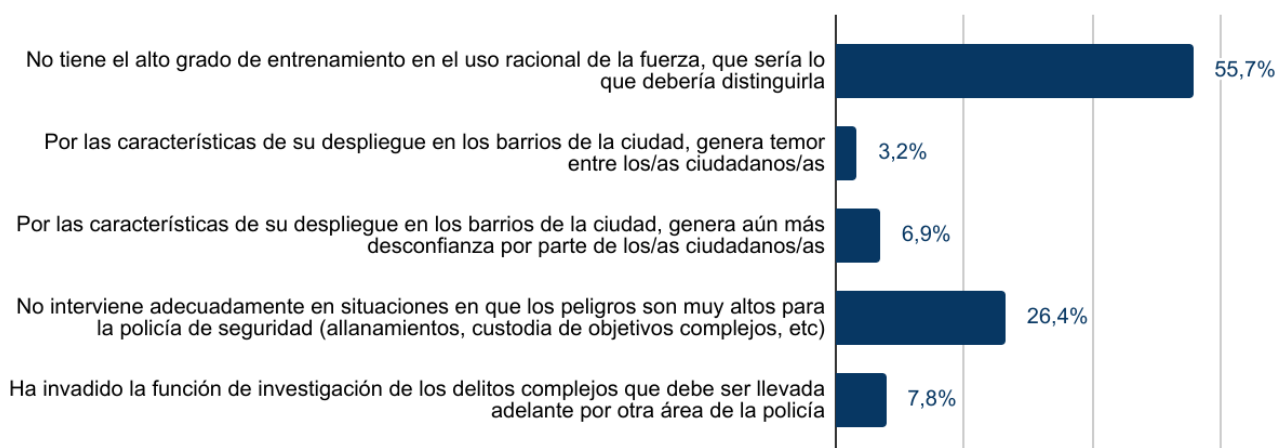 No tiene el alto grado de entrenamiento en el uso racional de la fuerza, que sería lo
que debería distinguirla
55,7%
Por las características de su despliegue en los barrios de la ciudad, genera temor
entre los/as ciudadanos/as
3,2%
Por las características de su despliegue en los barrios de la ciudad, genera aún más
desconfianza por parte de los/as ciudadanos/as
6,9%
No interviene adecuadamente en situaciones en que los peligros son muy altos para
la policía de seguridad (allanamientos, custodia de objetivos complejos, etc)
26,4%
Ha invadido la función de investigación de los delitos complejos que debe ser llevada
adelante por otra área de la policía
7,8%